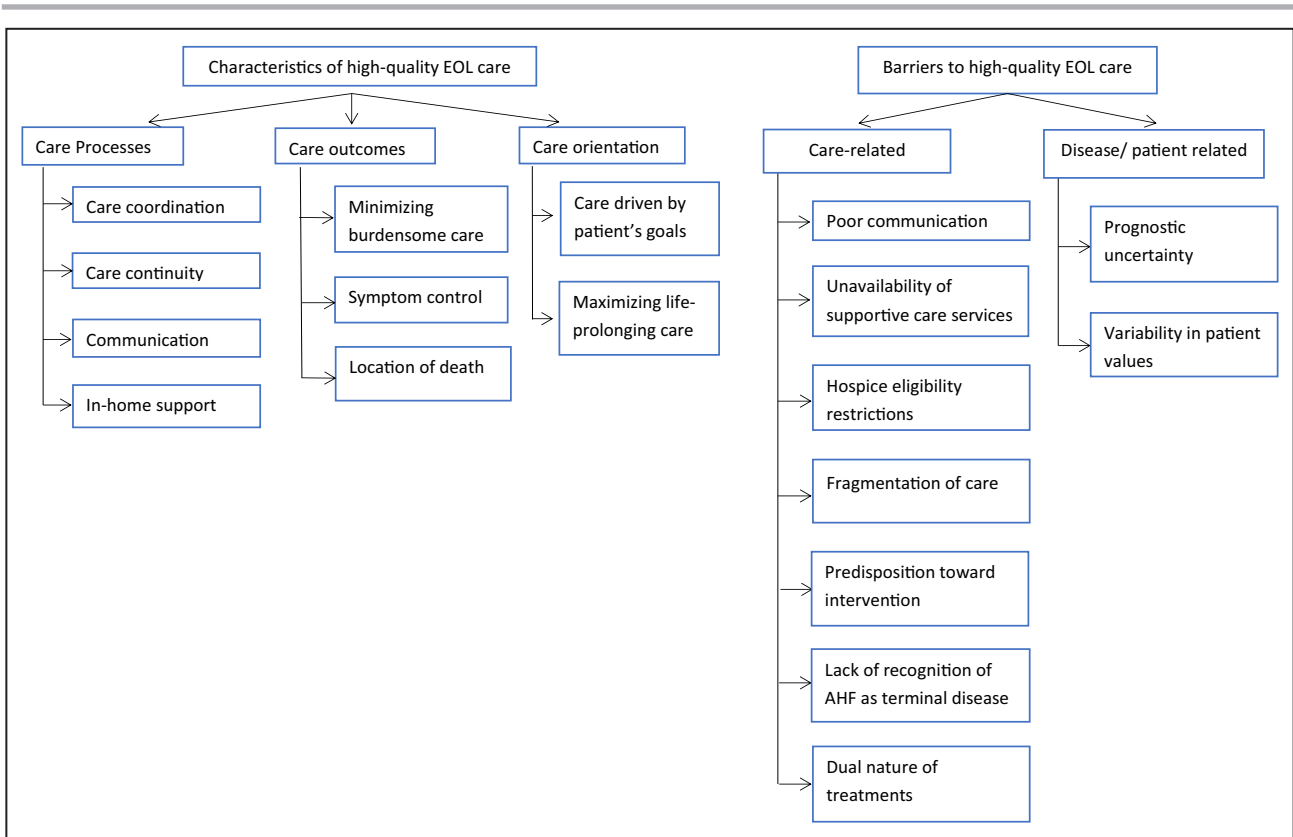 Characteristics of high-quality EOL care
Care Processes
Care coordination
Care continuity
Communication
In-home support
Care outcomes
Minimizing
burdensome care
Symptom control
Location of death
Care orientation
Care driven by
patient's goals
Maximizing life-
prolonging care
Barriers to high-quality EOL care
Care-related
Poor communication
Unavailability of
supportive care services
Hospice eligibility
restrictions
Fragmentation of care
Predisposition toward
intervention
Lack of recognition of
AHF as terminal disease
Dual nature of
treatments
Disease/ patient related
Prognostic
uncertainty
Variability in patient
values